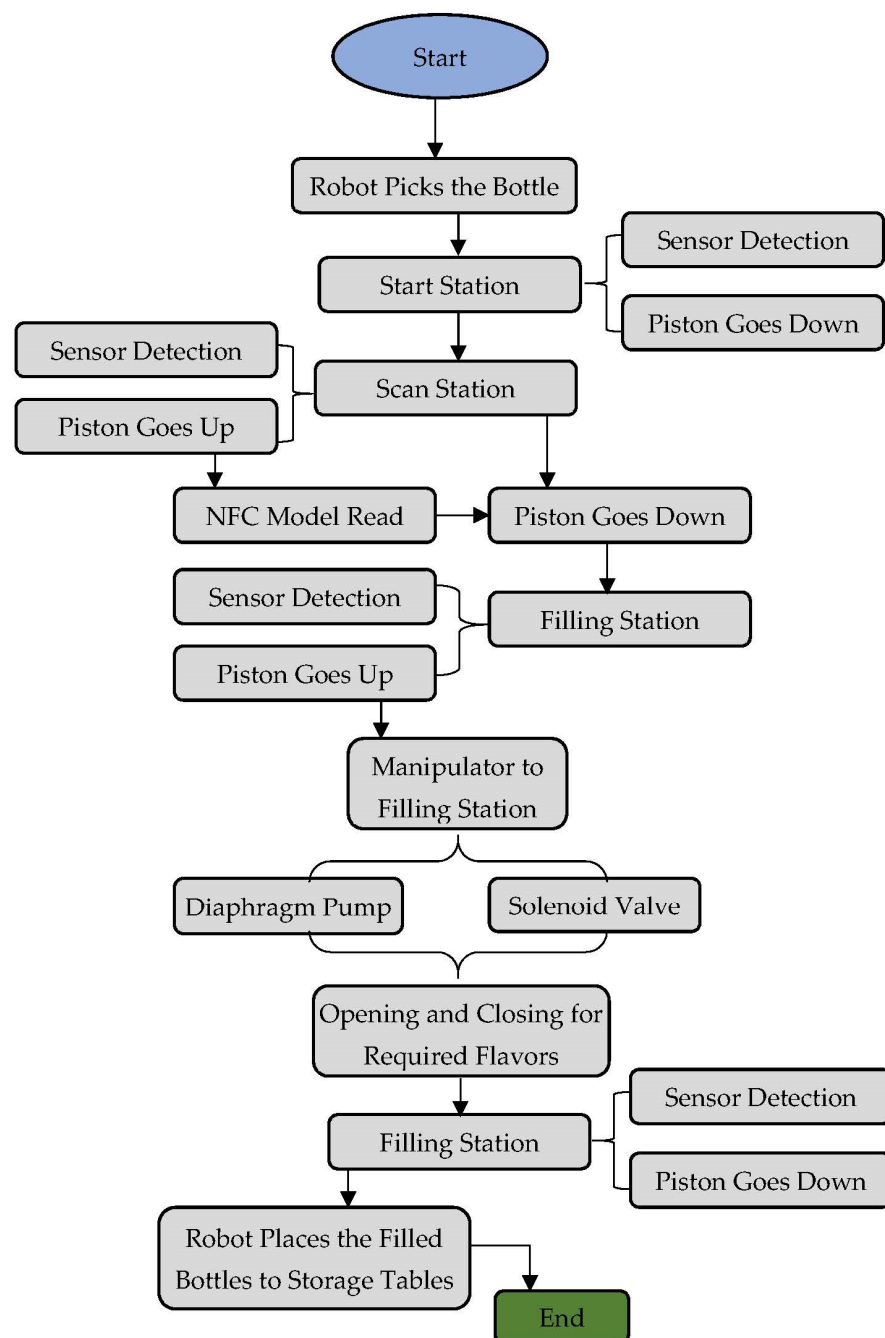 Start
Robot Picks the Bottle
Sensor Detection
Start Station
Piston Goes Down
Sensor Detection
Scan Station
Piston Goes Up
NFC Model Read
Piston Goes Down
Sensor Detection
Filling Station
Piston Goes Up
Manipulator to
Filling Station
Diaphragm Pump
Solenoid Valve
Opening and Closing for
Required Flavors
Sensor Detection
Filling Station
Piston Goes Down
Robot Places the Filled
Bottles to Storage Tables
End